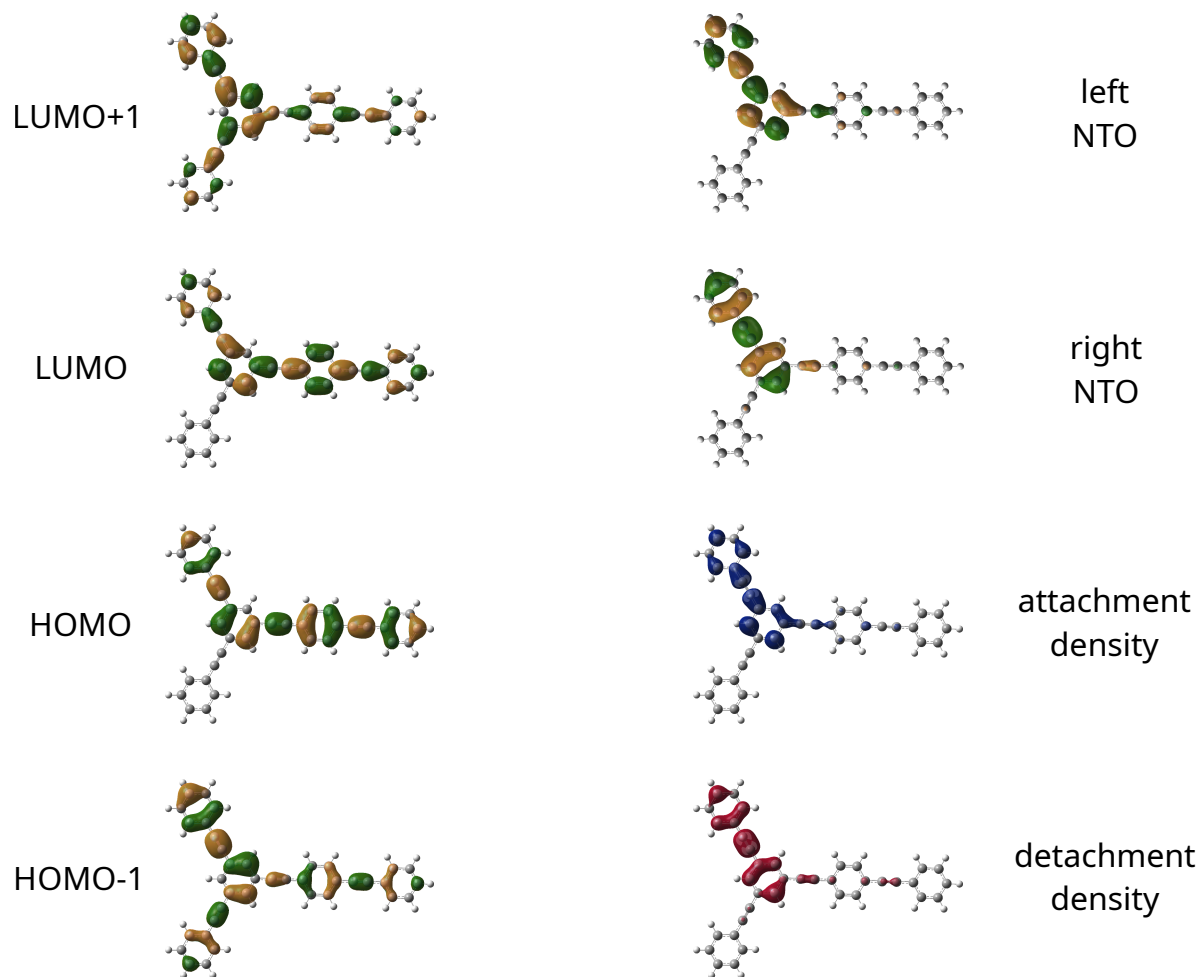 LUMO+1
left
NTO
LUMO
right
NTO
HOMO
attachment
density
HOMO-1
detachment
density